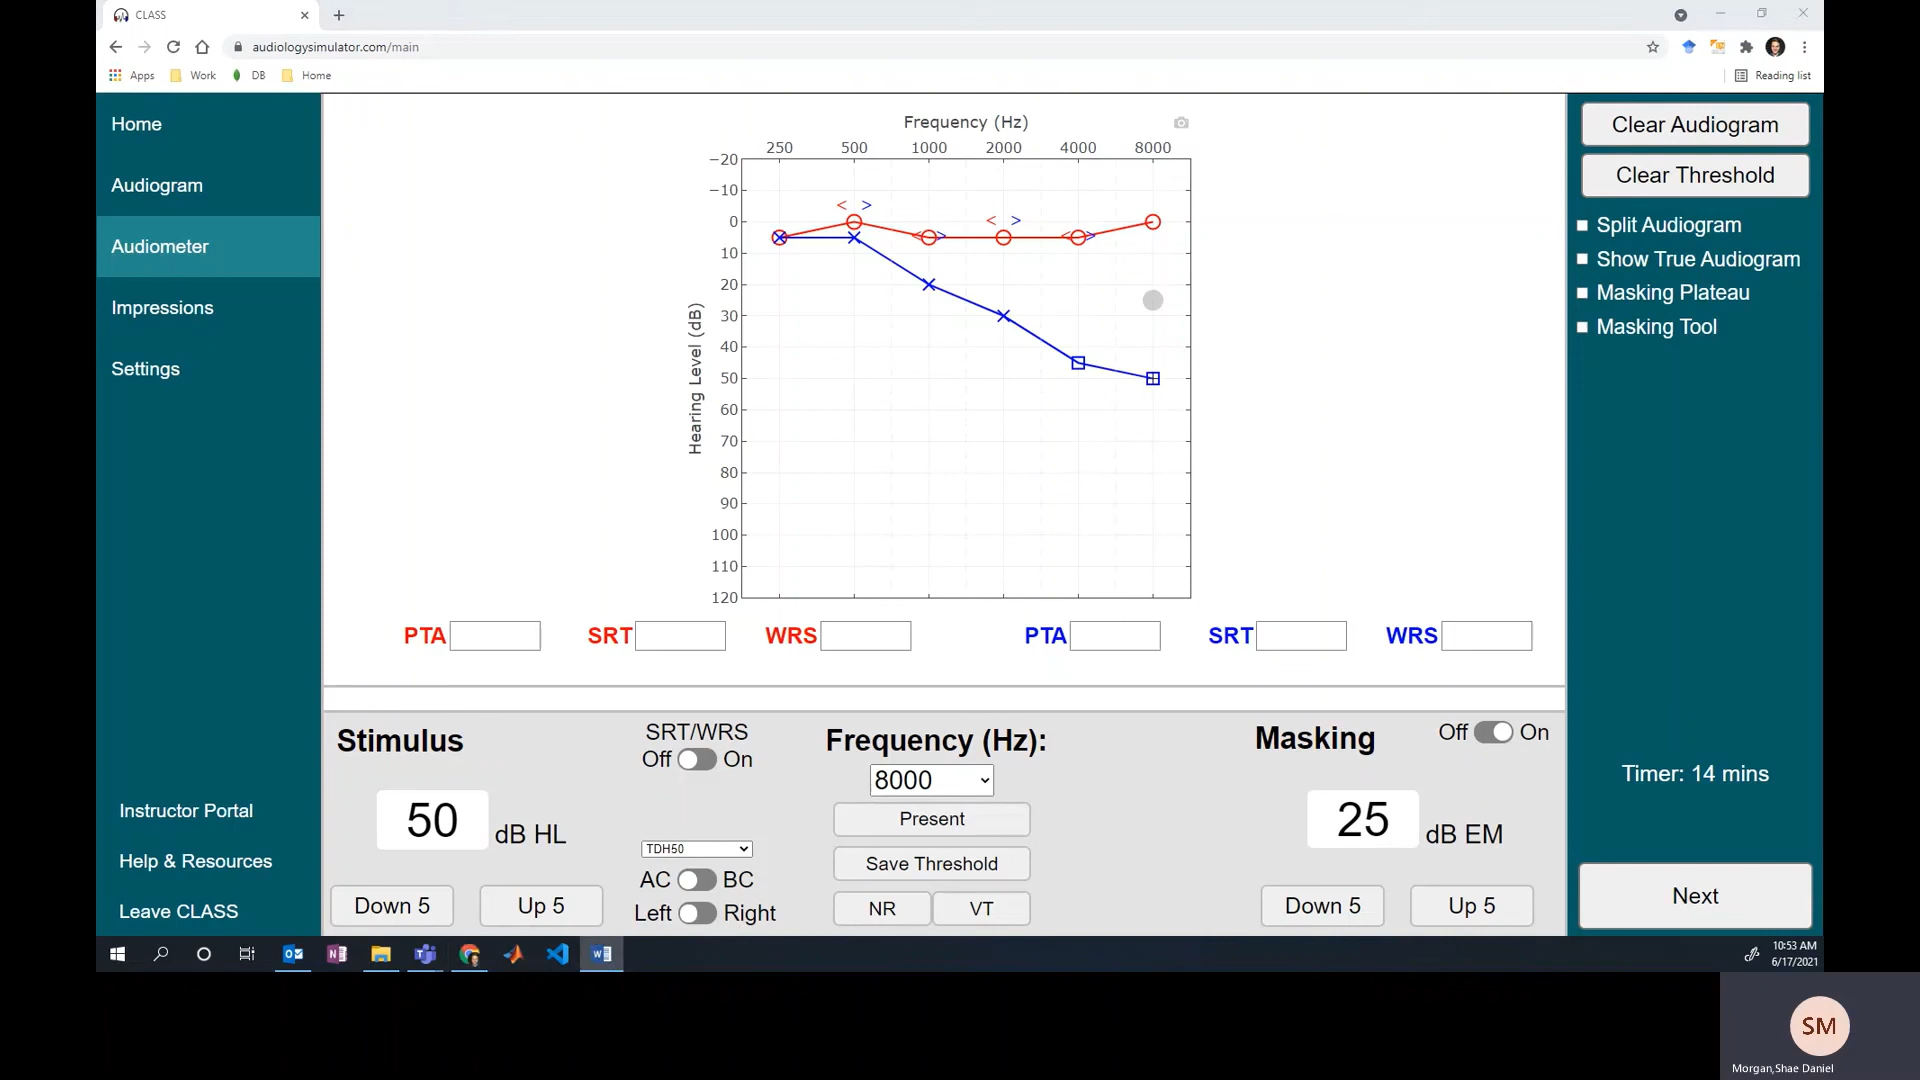 CLASS
audiologysimulator.com/main
Apps Work DB Home Reading list
Home
Audiogram
Audiometer
Impressions
Settings
Instructor Portal
Help & Resources
Leave CLASS
Frequency (Hz)
250 500 1000 2000 4000 8000
−20
−10
0
10
20
30
40
50
60
70
80
90
100
110
120
Hearing Level (dB)
PTA SRT WRS PTA SRT WRS
Stimulus
50 dB HL
Down 5 Up 5
SRT/WRS
Off On
TDH50
AC BC
Left Right
Frequency (Hz):
8000
Present
Save Threshold
NR VT
Masking
Off On
25 dB EM
Down 5 Up 5
Clear Audiogram
Clear Threshold
Split Audiogram
Show True Audiogram
Masking Plateau
Masking Tool
Timer: 14 mins
Next
10:53 AM
6/17/2021
SM
Morgan,Shae Daniel